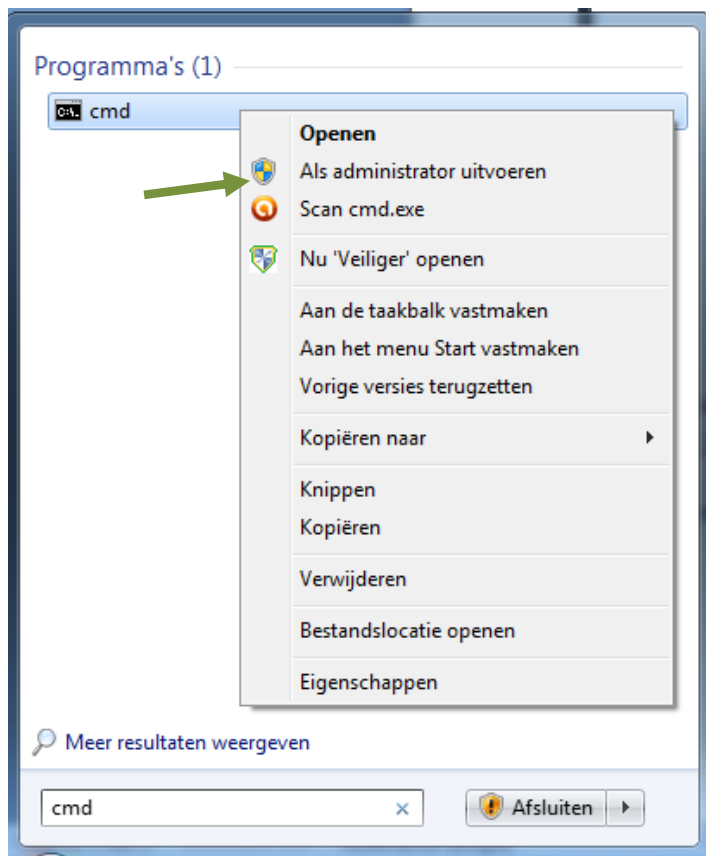 Programma's (1)
cmd
Openen
Als administrator uitvoeren
Scan cmd.exe
Nu 'Veiliger' openen
Aan de taakbalk vastmaken
Aan het menu Start vastmaken
Vorige versies terugzetten
Kopiëren naar
Knippen
Kopiëren
Verwijderen
Bestandslocatie openen
Eigenschappen
Meer resultaten weergeven
cmd
Afsluiten